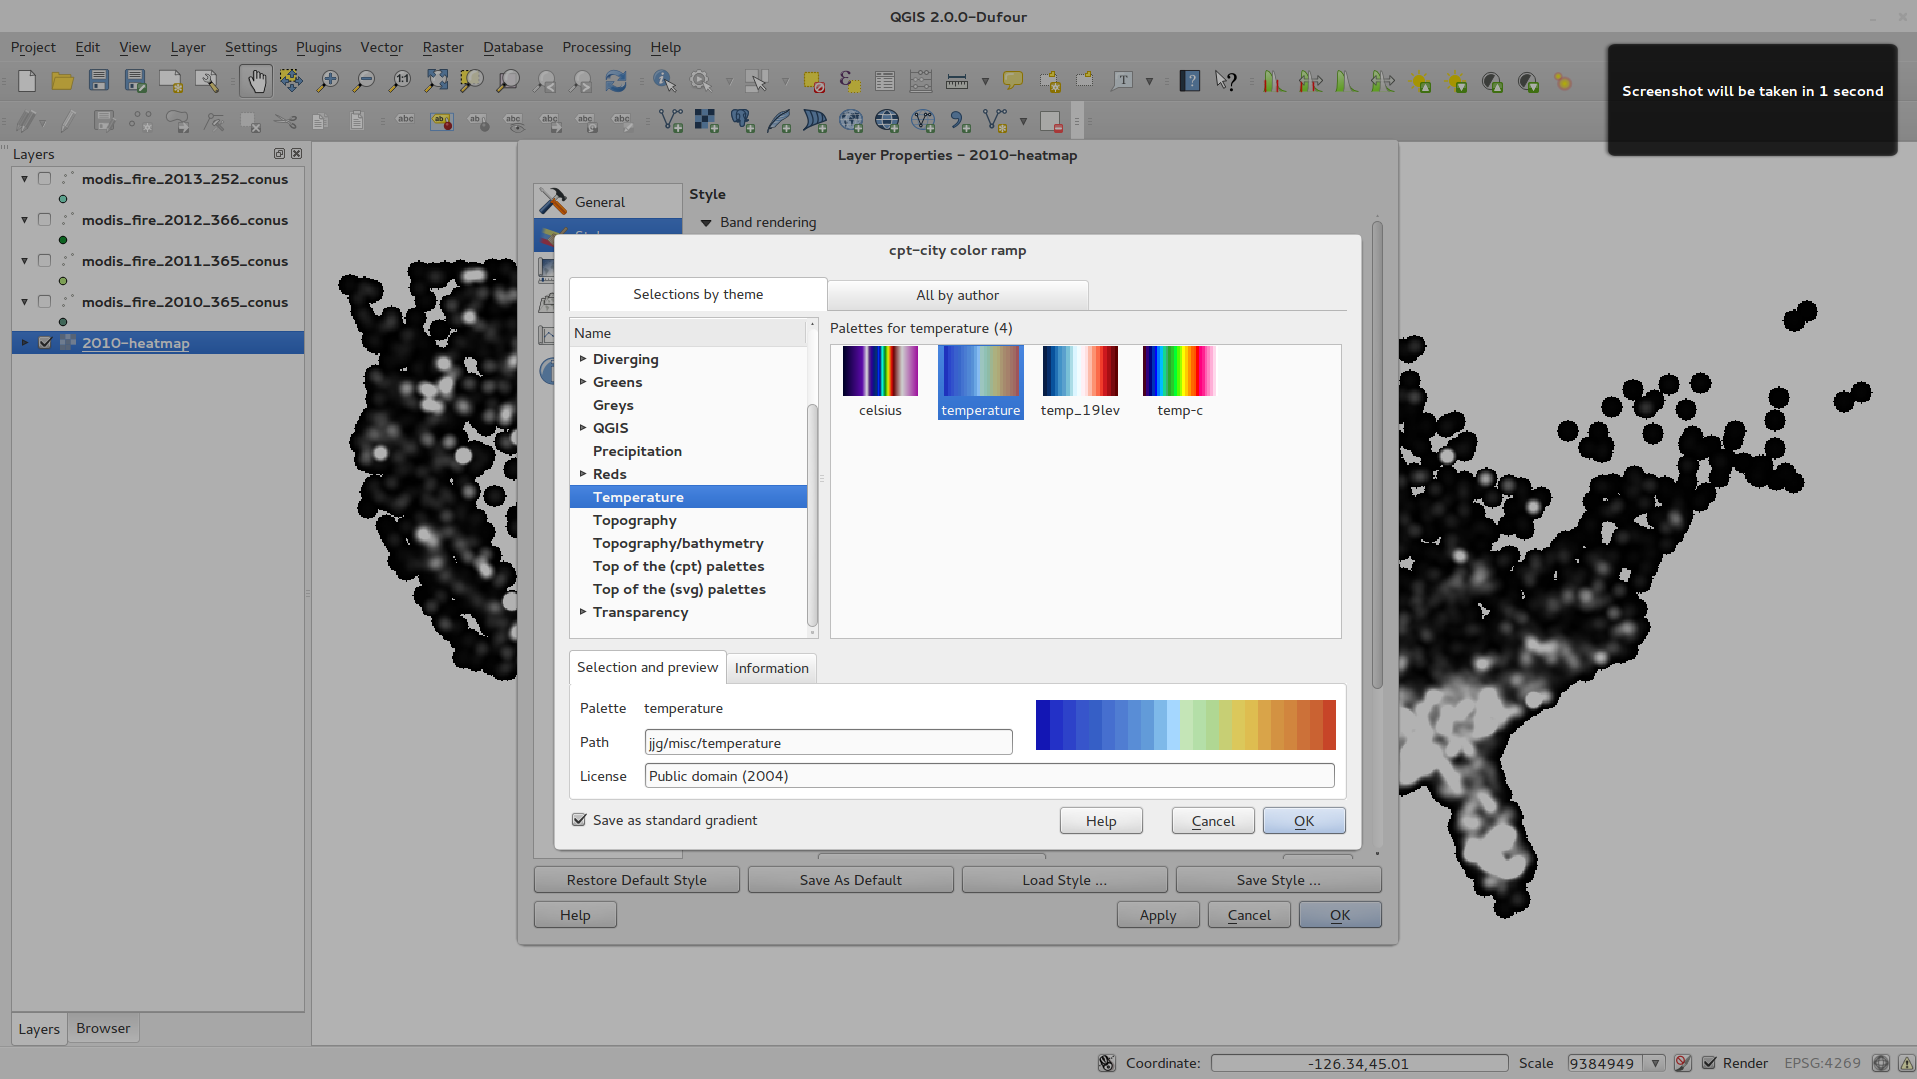 QGIS 2.0.0-Dufour
Project Edit View Layer Settings Plugins Vector Raster Database Processing Help
Screenshot will be taken in 1 second
Layers
modis_fire_2013_252_conus
modis_fire_2012_366_conus
modis_fire_2011_365_conus
modis_fire_2010_365_conus
2010-heatmap
Layer Properties - 2010-heatmap
General
Style
Band rendering
cpt-city color ramp
Selections by theme
All by author
Name
Diverging
Greens
Greys
QGIS
Precipitation
Reds
Temperature
Topography
Topography/bathymetry
Top of the (cpt) palettes
Top of the (svg) palettes
Transparency
Palettes for temperature (4)
celsius
temperature
temp_19lev
temp-c
Selection and preview
Information
Palette temperature
Path jjg/misc/temperature
License Public domain (2004)
Save as standard gradient
Help
Cancel
OK
Restore Default Style
Save As Default
Load Style ...
Save Style ...
Help
Apply
Cancel
OK
Layers
Browser
Coordinate: -126.34,45.01
Scale 9384949
Render
EPSG:4269